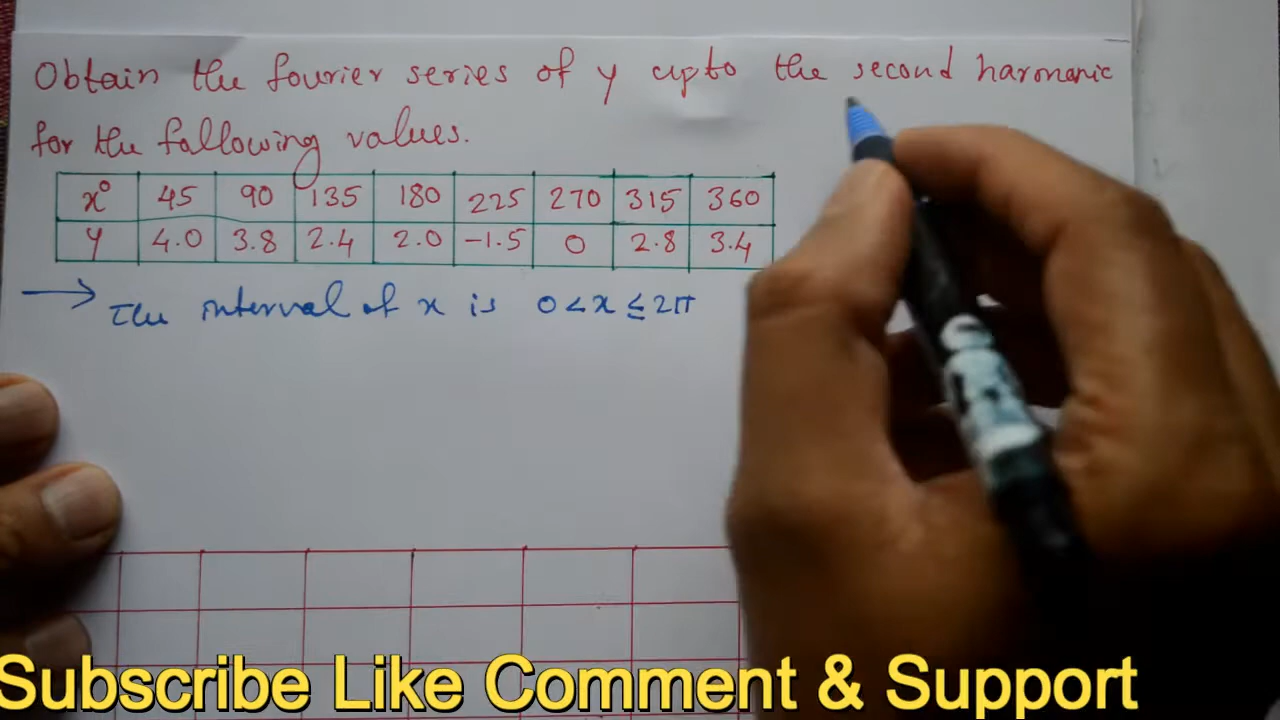 Obtain the fourier series of y upto the second harmonic
for the following values.
x° 45 90 135 180 225 270 315 360
y 4.0 3.8 2.4 2.0 -1.5 0 2.8 3.4
→ The interval of x is 0 < x ≤ 2π
Subscribe Like Comment & Support